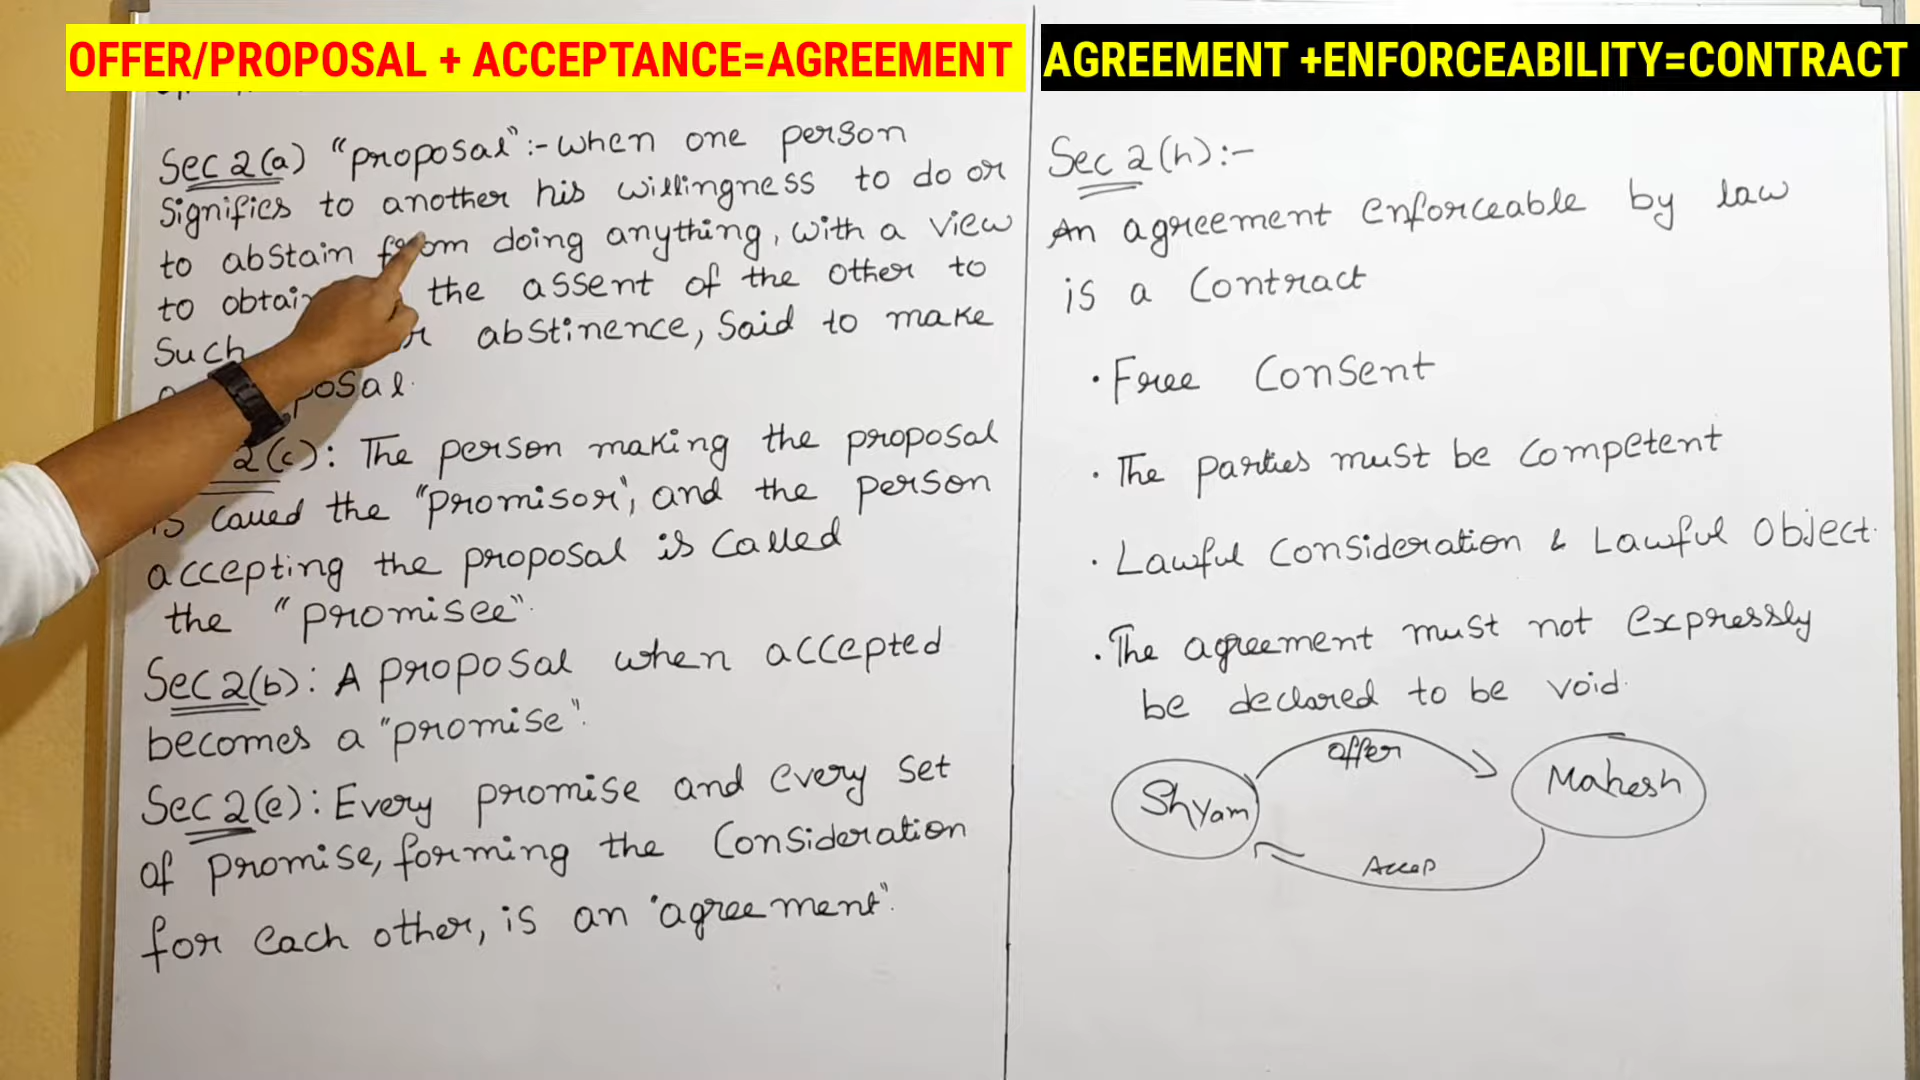 OFFER/PROPOSAL + ACCEPTANCE=AGREEMENT
Sec 2(a) "proposal":- when one person
Signifies to another his willingness to do or
to abstain from doing anything, with a view
to the assent of the other to
Such abstinence, Said to make
2(c): The person making the proposal
is called the "promisor", and the person
accepting the proposal is called
the "promisee".
Sec 2(b): A proposal when accepted
becomes a "promise".
Sec 2(e): Every promise and every set
of promise, forming the Consideration
for each other, is an "agreement".
AGREEMENT +ENFORCEABILITY=CONTRACT
Sec 2(h):-
An agreement enforceable by law
is a Contract
· Free Consent
· The parties must be competent
· Lawful Consideration & Lawful Object.
· The agreement must not expressly
be declared to be void.
offer
Shyam
Mahesh
Accep